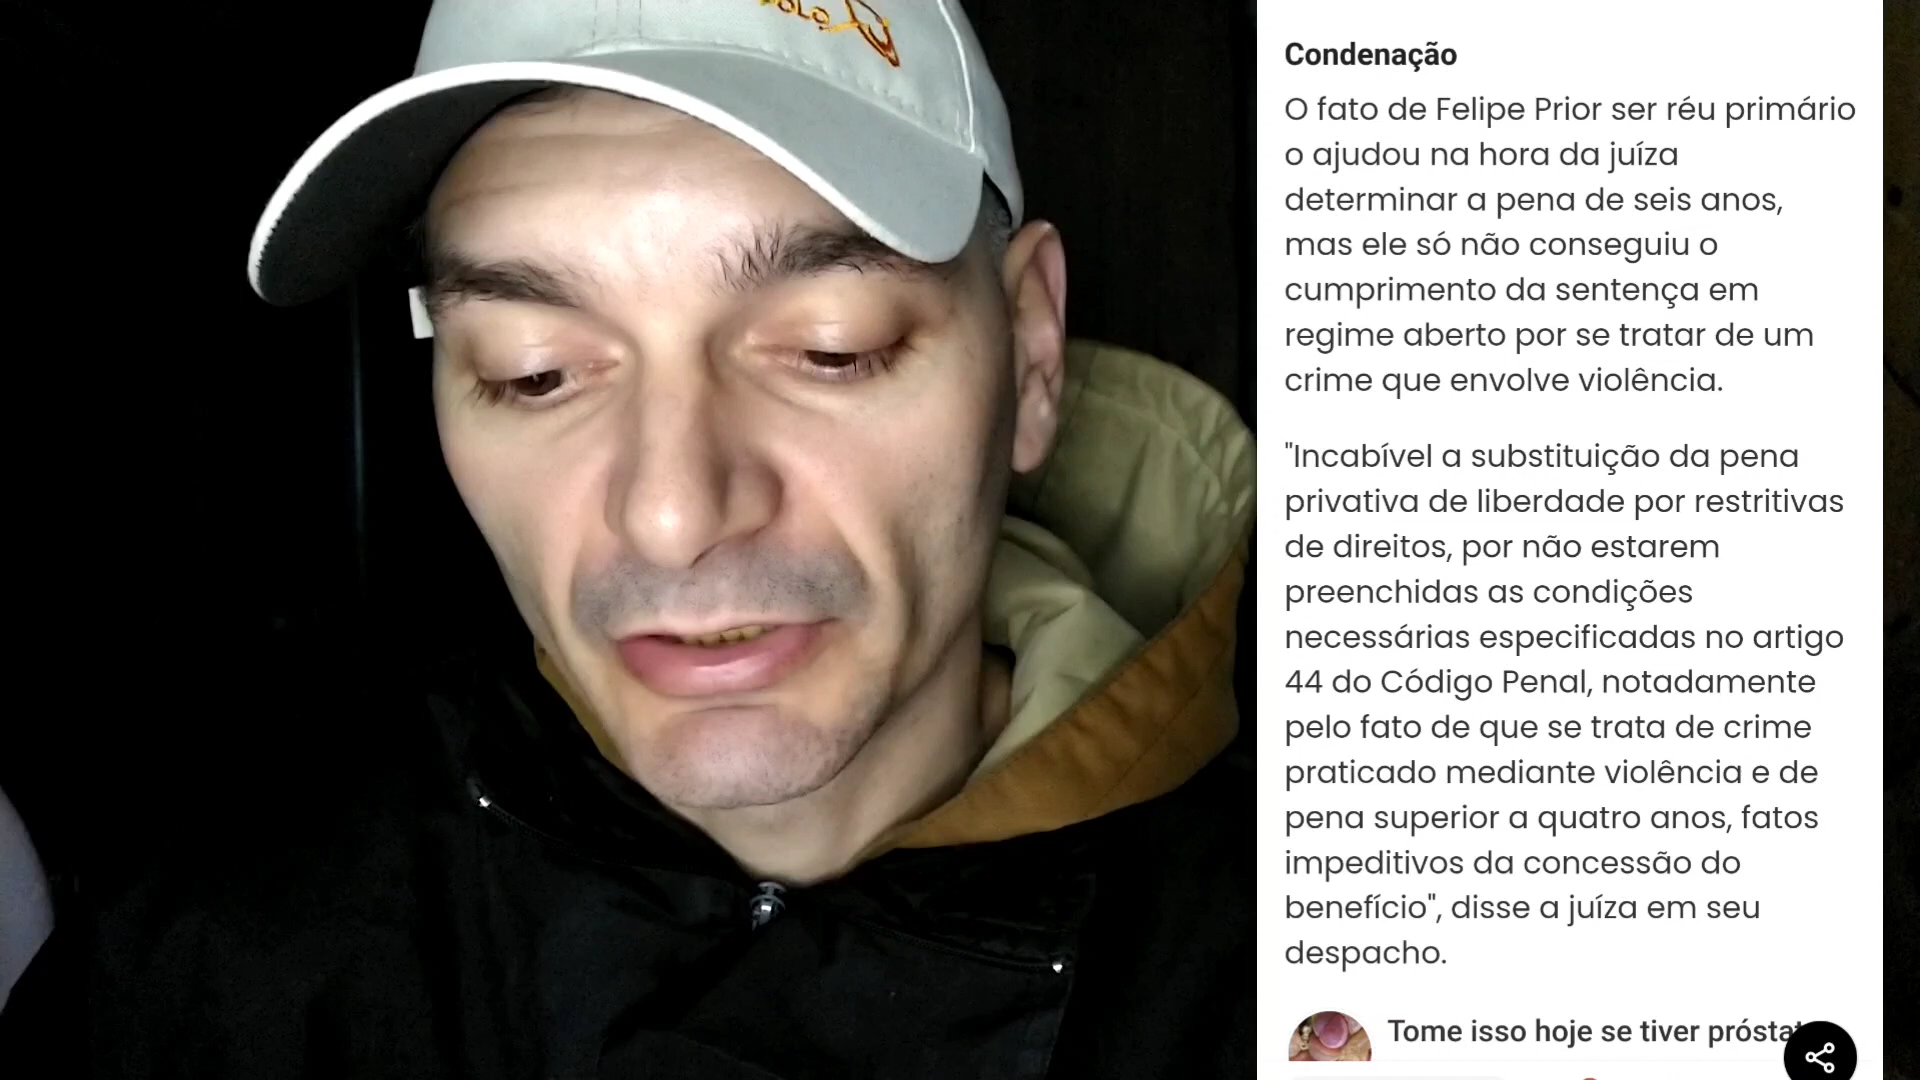 OLO
Condenação
O fato de Felipe Prior ser réu primário
o ajudou na hora da juíza
determinar a pena de seis anos,
mas ele só não conseguiu o
cumprimento da sentença em
regime aberto por se tratar de um
crime que envolve violência.
"Incabível a substituição da pena
privativa de liberdade por restritivas
de direitos, por não estarem
preenchidas as condições
necessárias especificadas no artigo
44 do Código Penal, notadamente
pelo fato de que se trata de crime
praticado mediante violência e de
pena superior a quatro anos, fatos
impeditivos da concessão do
benefício", disse a juíza em seu
despacho.
Tome isso hoje se tiver próstat